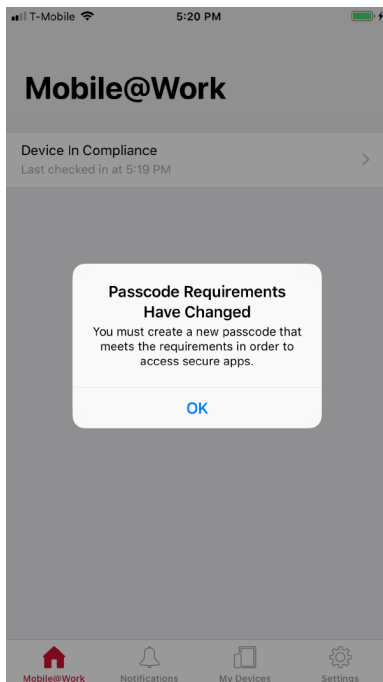 T-Mobile 5:20 PM
Mobile@Work
Device In Compliance
Last checked in at 5:19 PM
Passcode Requirements
Have Changed
You must create a new passcode that
meets the requirements in order to
access secure apps.
OK
Mobile@Work Notifications My Devices Settings